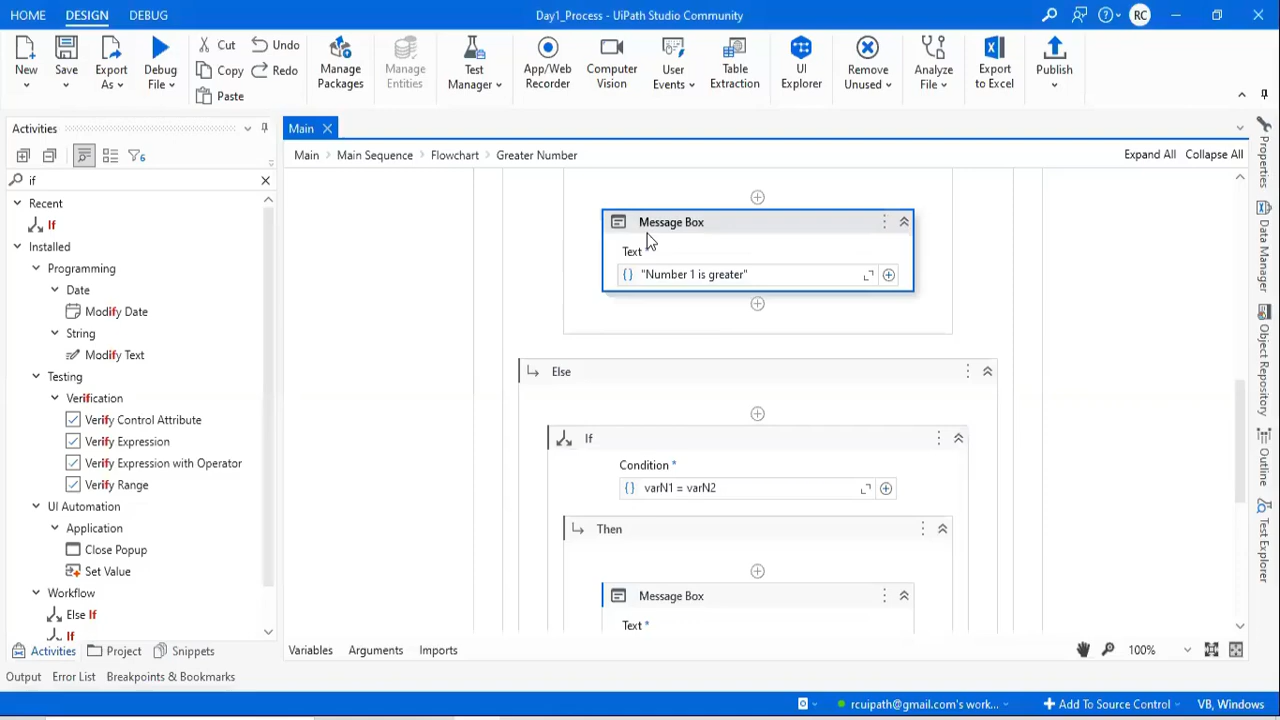 HOME DESIGN DEBUG Day1_Process - UiPath Studio Community RC
New Save Export As Debug File Cut Copy Paste Undo Redo Manage Packages Manage Entities Test Manager App/Web Recorder Computer Vision User Events Table Extraction UI Explorer Remove Unused Analyze File Export to Excel Publish
Activities
if
Recent
If
Installed
Programming
Date
Modify Date
String
Modify Text
Testing
Verification
Verify Control Attribute
Verify Expression
Verify Expression with Operator
Verify Range
UI Automation
Application
Close Popup
Set Value
Workflow
Else If
If
Activities Project Snippets
Main
Main Main Sequence Flowchart Greater Number Expand All Collapse All
Message Box
Text
"Number 1 is greater"
Else
If
Condition *
varN1 = varN2
Then
Message Box
Text *
Variables Arguments Imports 100%
Properties
Data Manager
Object Repository
Outline
Test Explorer
Output Error List Breakpoints & Bookmarks
rcuipath@gmail.com's work... Add To Source Control VB, Windows